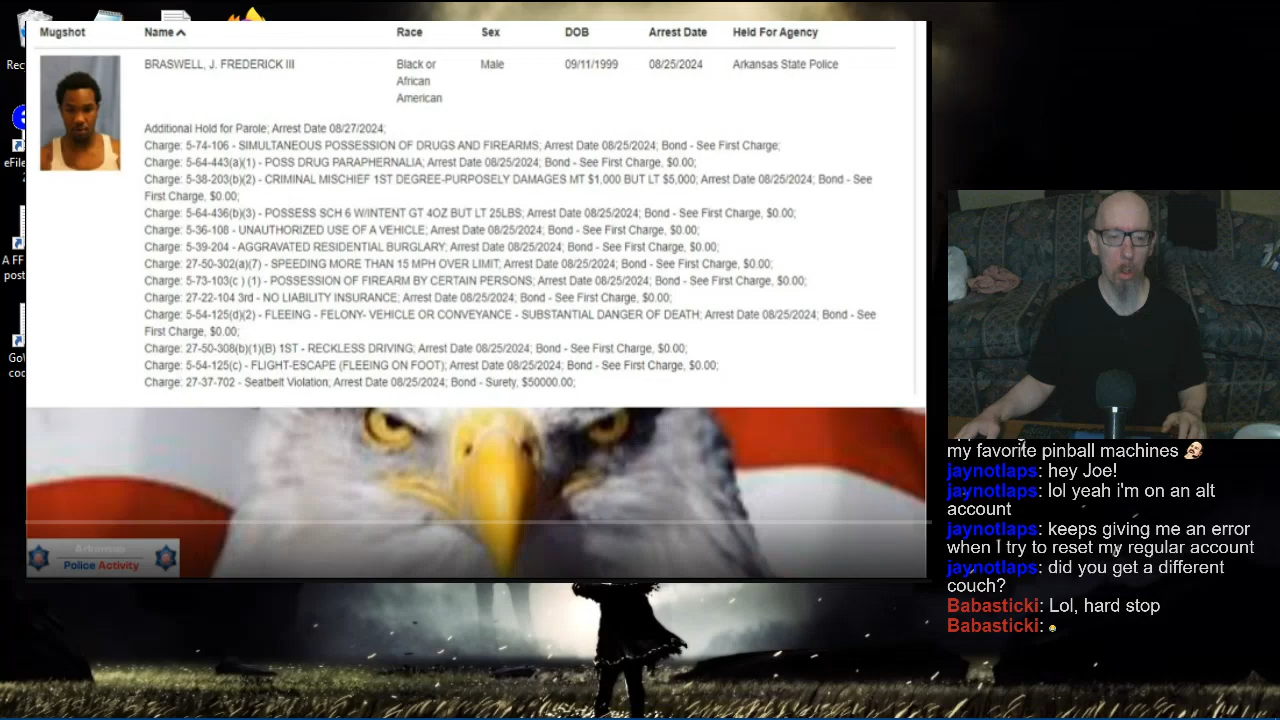 Mugshot Name Race Sex DOB Arrest Date Held For Agency
BRASWELL, J. FREDERICK III Black or Male 09/11/1999 08/25/2024 Arkansas State Police
African
American
Additional Hold for Parole; Arrest Date 08/27/2024;
Charge: 5-74-106 - SIMULTANEOUS POSSESSION OF DRUGS AND FIREARMS; Arrest Date 08/25/2024; Bond - See First Charge;
Charge: 5-64-443(a)(1) - POSS DRUG PARAPHERNALIA; Arrest Date 08/25/2024; Bond - See First Charge, $0.00;
Charge: 5-38-203(b)(2) - CRIMINAL MISCHIEF 1ST DEGREE-PURPOSELY DAMAGES MT $1,000 BUT LT $5,000; Arrest Date 08/25/2024; Bond - See
First Charge, $0.00;
Charge: 5-64-436(b)(3) - POSSESS SCH 6 W/INTENT GT 4OZ BUT LT 25LBS; Arrest Date 08/25/2024; Bond - See First Charge, $0.00;
Charge: 5-36-108 - UNAUTHORIZED USE OF A VEHICLE; Arrest Date 08/25/2024; Bond - See First Charge, $0.00;
Charge: 5-39-204 - AGGRAVATED RESIDENTIAL BURGLARY; Arrest Date 08/25/2024; Bond - See First Charge, $0.00;
Charge: 27-50-302(a)(7) - SPEEDING MORE THAN 15 MPH OVER LIMIT; Arrest Date 08/25/2024; Bond - See First Charge, $0.00;
Charge: 5-73-103(c ) (1) - POSSESSION OF FIREARM BY CERTAIN PERSONS; Arrest Date 08/25/2024; Bond - See First Charge, $0.00;
Charge: 27-22-104 3rd - NO LIABILITY INSURANCE; Arrest Date 08/25/2024; Bond - See First Charge, $0.00;
Charge: 5-54-125(d)(2) - FLEEING - FELONY- VEHICLE OR CONVEYANCE - SUBSTANTIAL DANGER OF DEATH; Arrest Date 08/25/2024; Bond - See
First Charge, $0.00;
Charge: 27-50-308(b)(1)(B) 1ST - RECKLESS DRIVING; Arrest Date 08/25/2024; Bond - See First Charge, $0.00;
Charge: 5-54-125(c) - FLIGHT-ESCAPE (FLEEING ON FOOT); Arrest Date 08/25/2024; Bond - See First Charge, $0.00;
Charge: 27-37-702 - Seatbelt Violation; Arrest Date 08/25/2024; Bond - Surety, $50000.00;
Arkansas
Police Activity
Rec
eFile
A FF
post
Go
coc
my favorite pinball machines
jaynotlaps: hey Joe!
jaynotlaps: lol yeah i'm on an alt
account
jaynotlaps: keeps giving me an error
when I try to reset my regular account
jaynotlaps: did you get a different
couch?
Babasticki: Lol, hard stop
Babasticki: